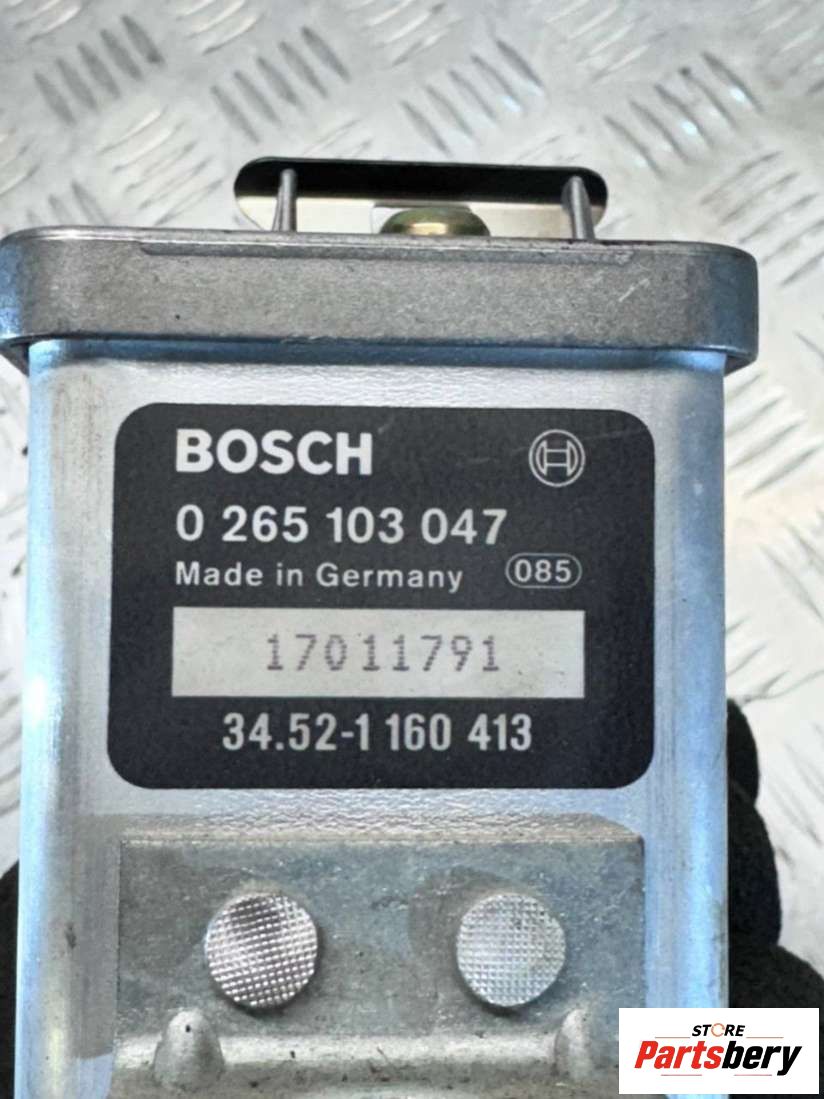 BOSCH
0 265 103 047
Made in Germany 085
17011791
34.52-1 160 413
STORE
Partsbery